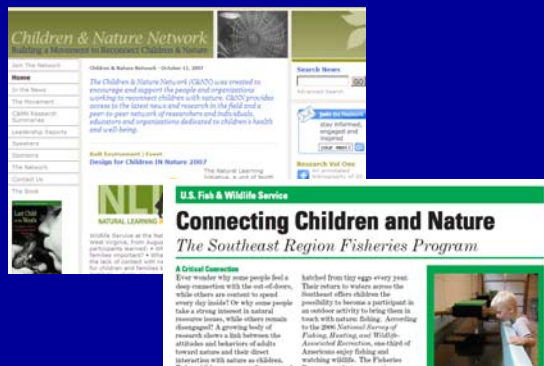 Children & Nature Network
Building a Movement to Reconnect Children & Nature
Join The Network
Home
In the News
The Movement
C&NN Research
Summaries
Leadership Reports
Speakers
Sponsors
The Network
Contact Us
The Book
Children & Nature Network - October 11, 2007
The Children & Nature Network (C&NN) was created to
encourage and support the people and organizations
working to reconnect children with nature. C&NN provides
access to the latest news and research in the field and a
peer-to-peer network of researchers and individuals,
educators and organizations dedicated to children's health
and well-being.
Built Environment | Event
Design for Children IN Nature 2007
The Natural Learning
NATURAL LEARNING
Search News
GO
Advanced Search
Join the Network
stay informed,
engaged and
inspired
your email
GO
Research Vol One
An annotated
Last Child
in the Woods
U.S. Fish & Wildlife Service
Connecting Children and Nature
The Southeast Region Fisheries Program
A Critical Connection
Ever wonder why some people feel a
deep connection with the out-of-doors,
while others are content to spend
every day inside? Or why some people
take a strong interest in natural
resource issues, while others remain
disengaged? A growing body of
research shows a link between the
attitudes and behaviors of adults
toward nature and their direct
interaction with nature as children.
hatched from tiny eggs every year.
Their return to waters across the
Southeast offers children the
possibility to become a participant in
an outdoor activity to bring them in
touch with nature: fishing. According
to the 2006 National Survey of
Fishing, Hunting, and Wildlife-
Associated Recreation, one-third of
Americans enjoy fishing and
watching wildlife. The Fisheries